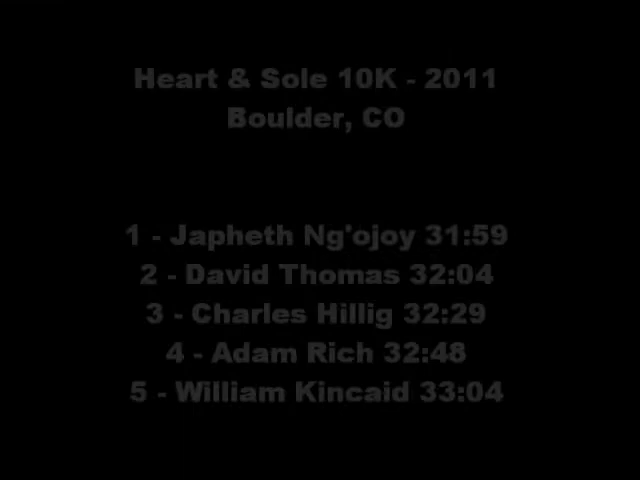 Heart & Sole 10K - 2011
Boulder, CO
1 - Japheth Ng'ojoy 31:59
2 - David Thomas 32:04
3 - Charles Hillig 32:29
4 - Adam Rich 32:48
5 - William Kincaid 33:04